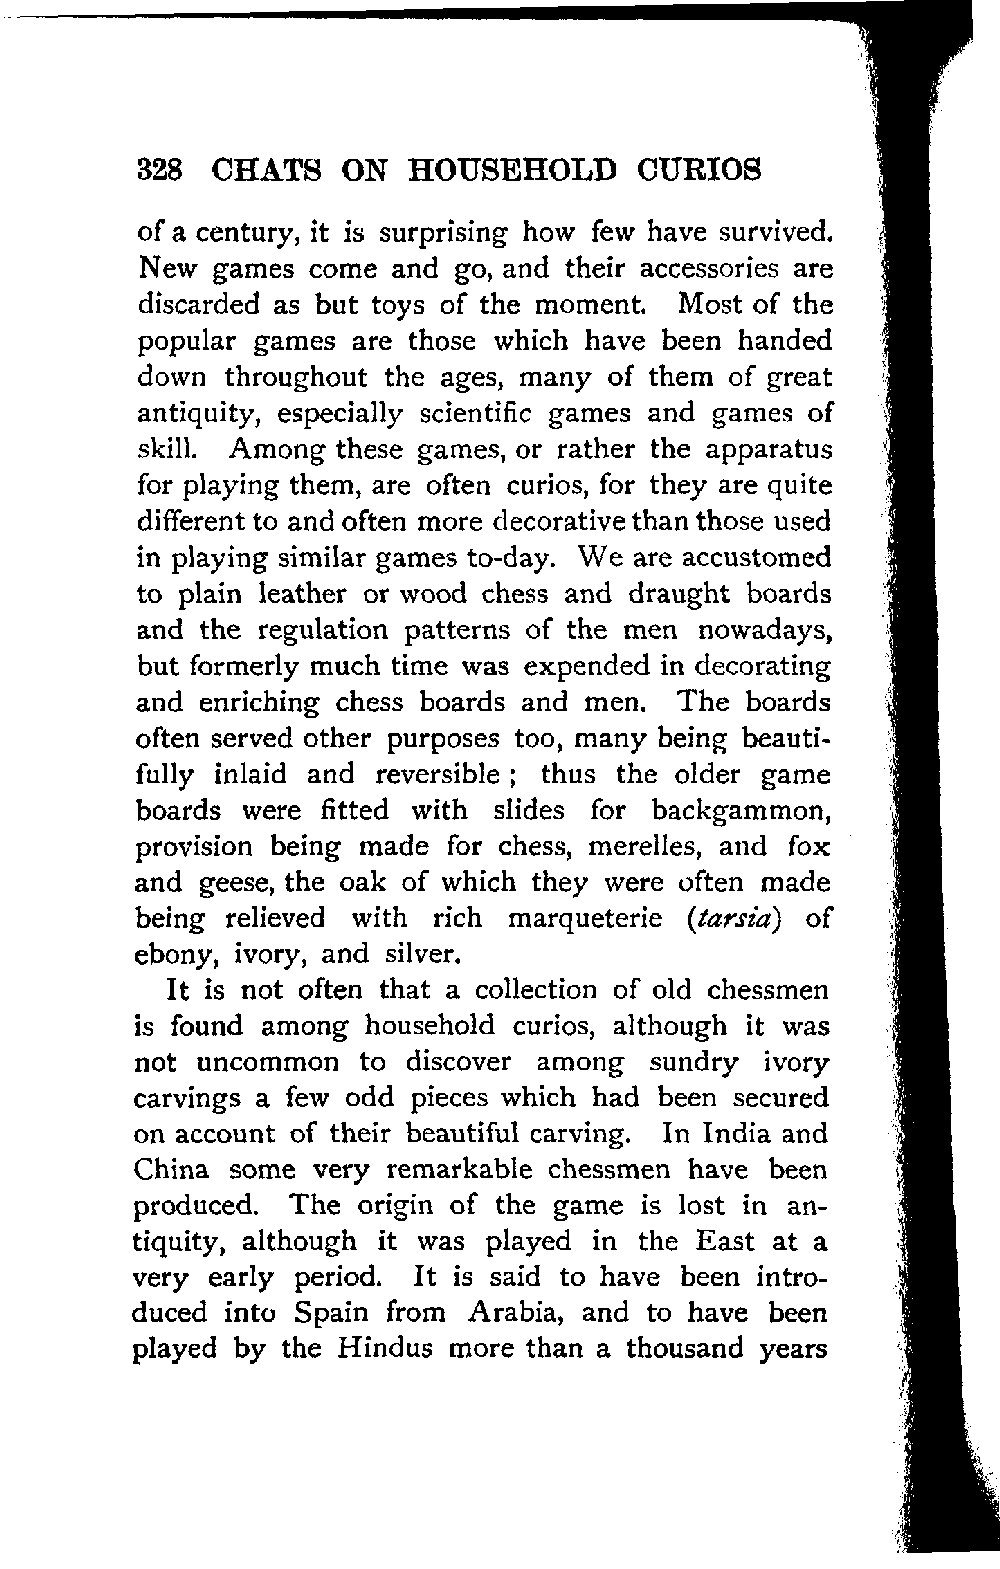 328 CHATS ON HOUSEHOLD CURIOS
of a century, it is surprising how few have survived.
New games come and go, and their accessories are
discarded as but toys of the moment. Most of the
popular games are those which have been handed
down throughout the ages, many of them of great
antiquity, especially scientific games and games of
skill. Among these games, or rather the apparatus
for playing them, are often curios, for they are quite
different to and often more decorative than those used
in playing similar games to-day. We are accustomed
to plain leather or wood chess and draught boards
and the regulation patterns of the men nowadays,
but formerly much time was expended in decorating
and enriching chess boards and men. The boards
often served other purposes too, many being beauti-
fully inlaid and reversible ; thus the older game
boards were fitted with slides for backgammon,
provision being made for chess, merelles, and fox
and geese, the oak of which they were often made
being relieved with rich marqueterie (tarsia) of
ebony, ivory, and silver.
It is not often that a collection of old chessmen
is found among household curios, although it was
not uncommon to discover among sundry ivory
carvings a few odd pieces which had been secured
on account of their beautiful carving. In India and
China some very remarkable chessmen have been
produced. The origin of the game is lost in an-
tiquity, although it was played in the East at a
very early period. It is said to have been intro-
duced into Spain from Arabia, and to have been
played by the Hindus more than a thousand years